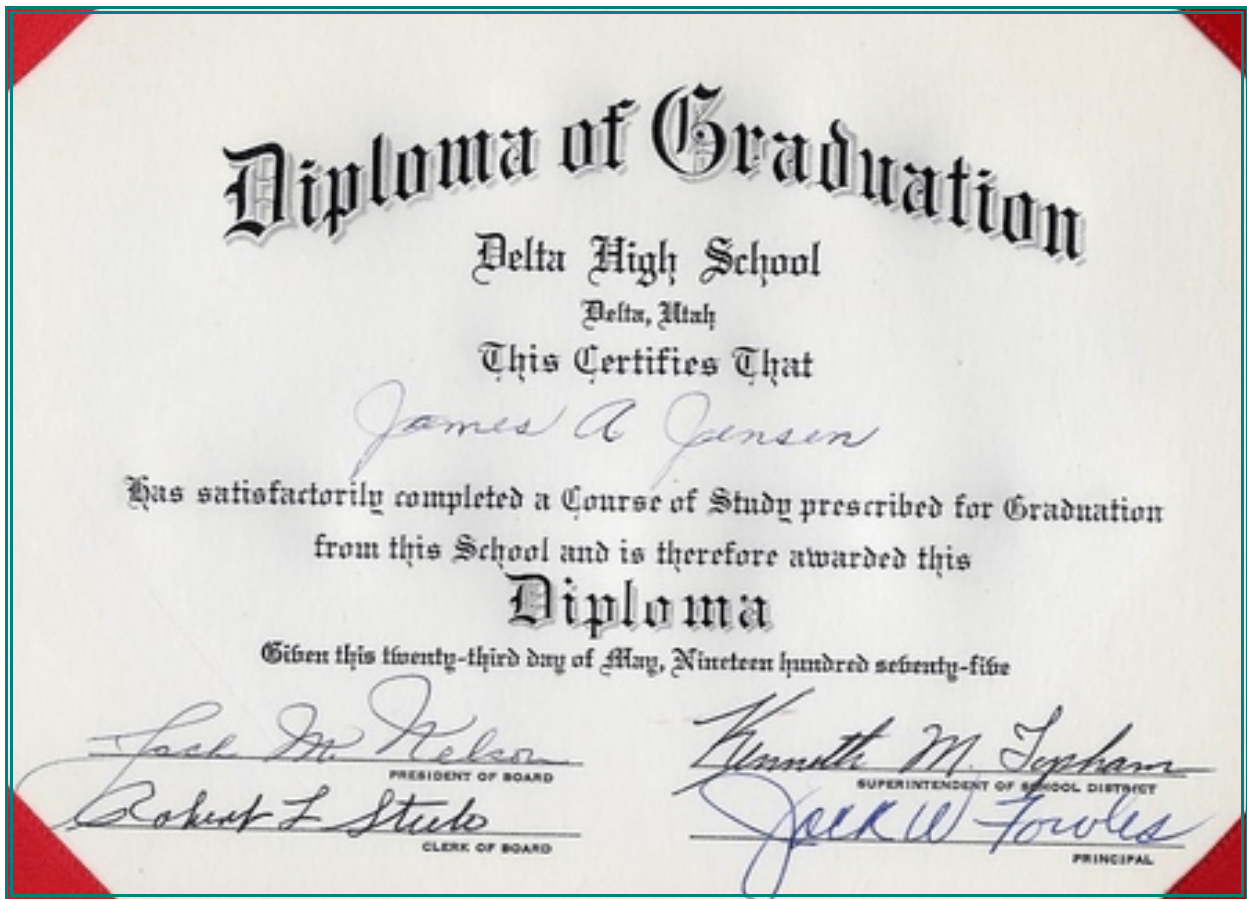 Diploma of Graduation
Delta High School
Delta, Utah
This Certifies That
James A Jensen
Has satisfactorily completed a Course of Study prescribed for Graduation
from this School and is therefore awarded this
Diploma
Given this twenty-third day of May, Nineteen hundred seventy-five
Jack M. Nelson
PRESIDENT OF BOARD
Kenneth M. Topham
SUPERINTENDENT OF SCHOOL DISTRICT
Robert L Steele
CLERK OF BOARD
Jack W Fowles
PRINCIPAL